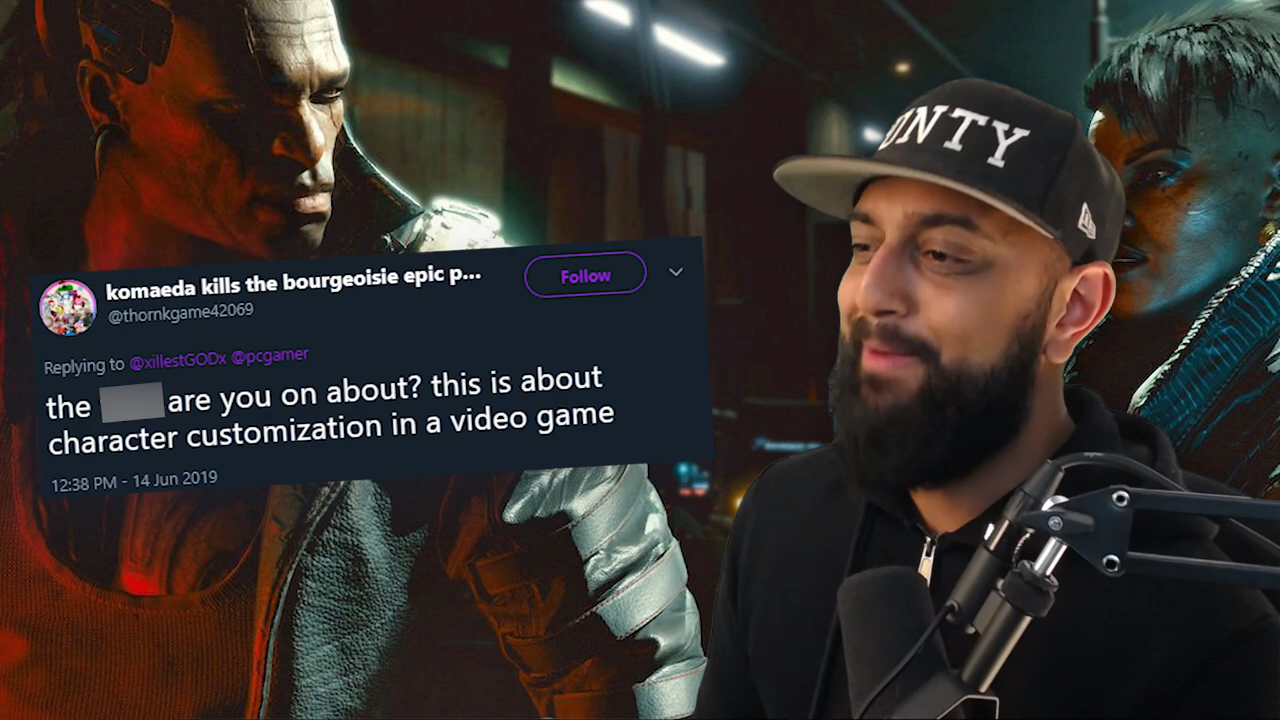 komaeda kills the bourgeoisie epic p...
@thornkgame42069
Follow
Replying to @xillestGODx @pcgamer
the are you on about? this is about
character customization in a video game
12:38 PM - 14 Jun 2019
UNTY